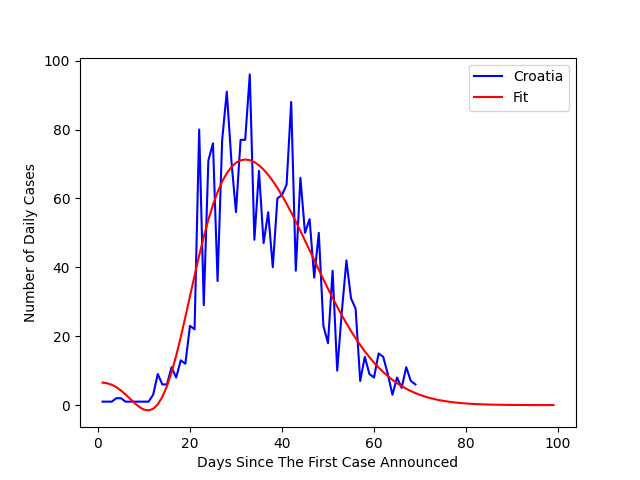 100
80
60
40
20
0
Number of Daily Cases
Croatia
Fit
0 20 40 60 80 100
Days Since The First Case Announced